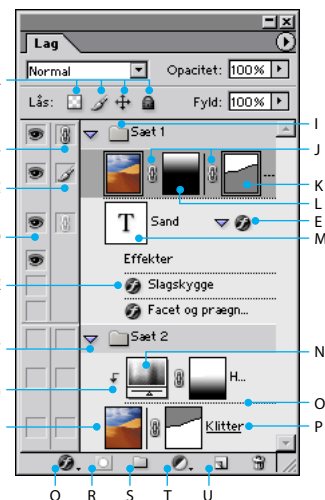 Lag
Normal Opacitet: 100%
Lås: Fyld: 100%
Sæt 1 I
J
K
L
T Sand E
M
Effekter
Slagskygge
Facet og prægn...
Sæt 2
N
H...
O
Klitter P
Q R S T U